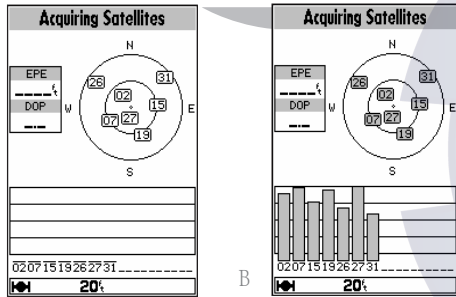 Acquiring Satellites
N
EPE
ft
DOP
W
E
26
31
02
15
07
27
19
S
02 07 15 19 26 27 31
20ft
B
Acquiring Satellites
N
EPE
ft
DOP
W
E
26
31
02
15
07
27
19
S
02 07 15 19 26 27 31
20ft